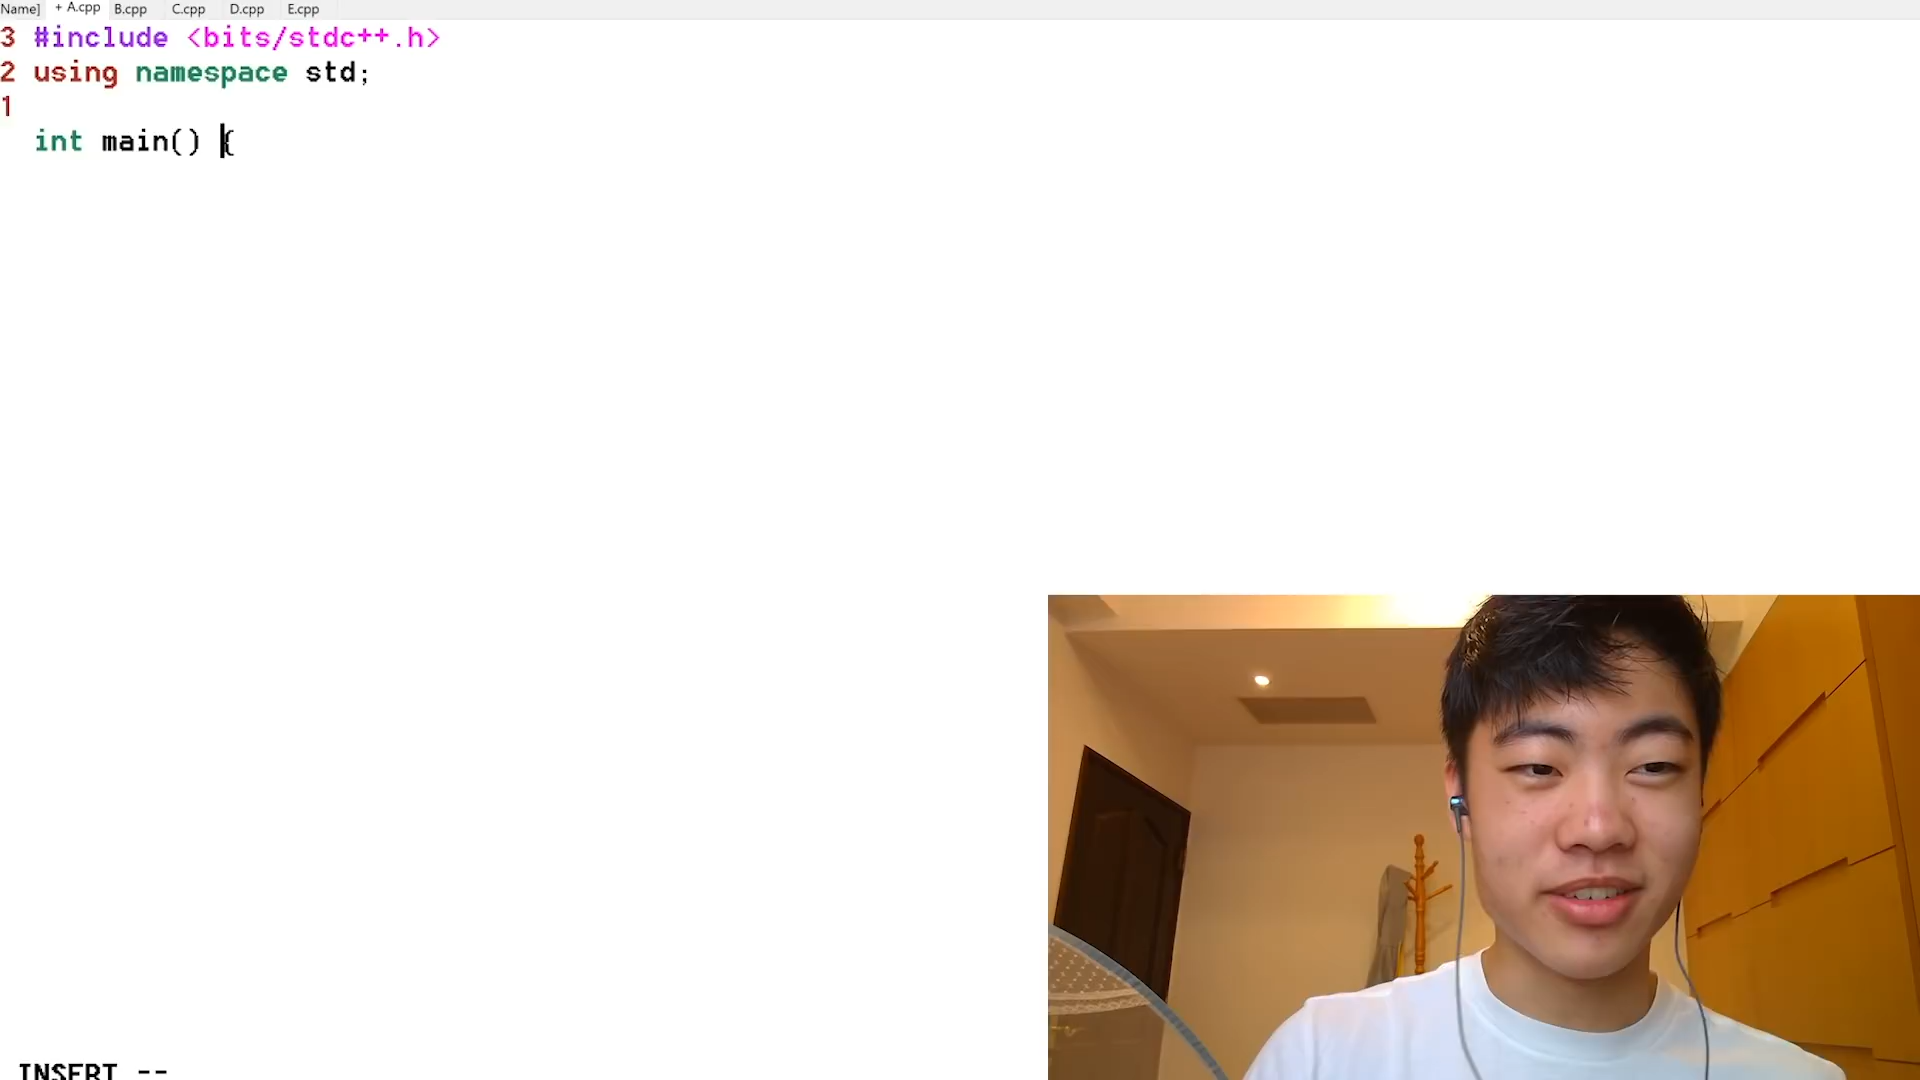 Name] + A.cpp B.cpp C.cpp D.cpp E.cpp
3 #include <bits/stdc++.h>
2 using namespace std;
1
int main() {
INSERT --